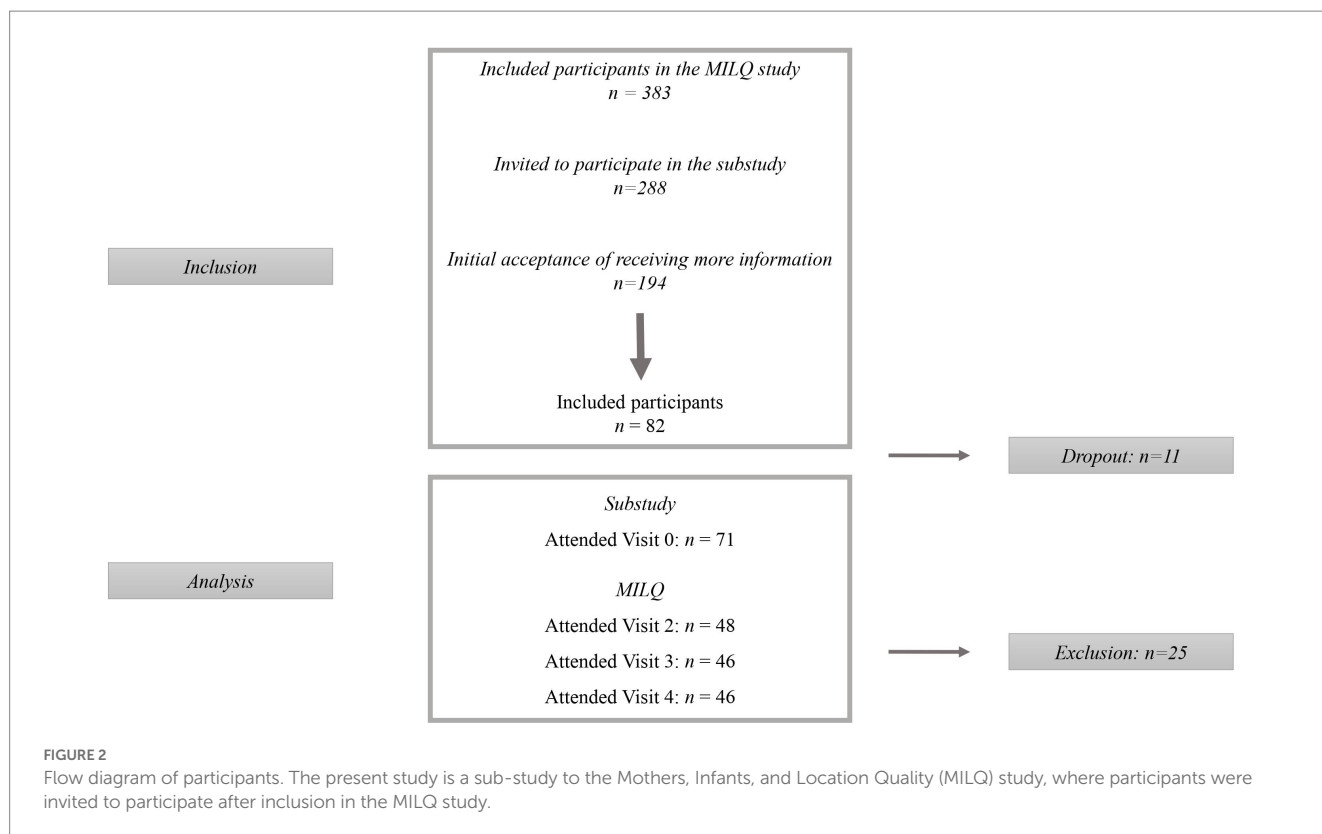 Included participants in the MILQ study
n = 383
Invited to participate in the substudy
n=288
Initial acceptance of receiving more information
n=194
Inclusion
Included participants
n = 82
Dropout: n=11
Substudy
Attended Visit 0: n = 71
Analysis
MILQ
Attended Visit 2: n = 48
Attended Visit 3: n = 46
Attended Visit 4: n = 46
Exclusion: n=25
FIGURE 2
Flow diagram of participants. The present study is a sub-study to the Mothers, Infants, and Location Quality (MILQ) study, where participants were
invited to participate after inclusion in the MILQ study.